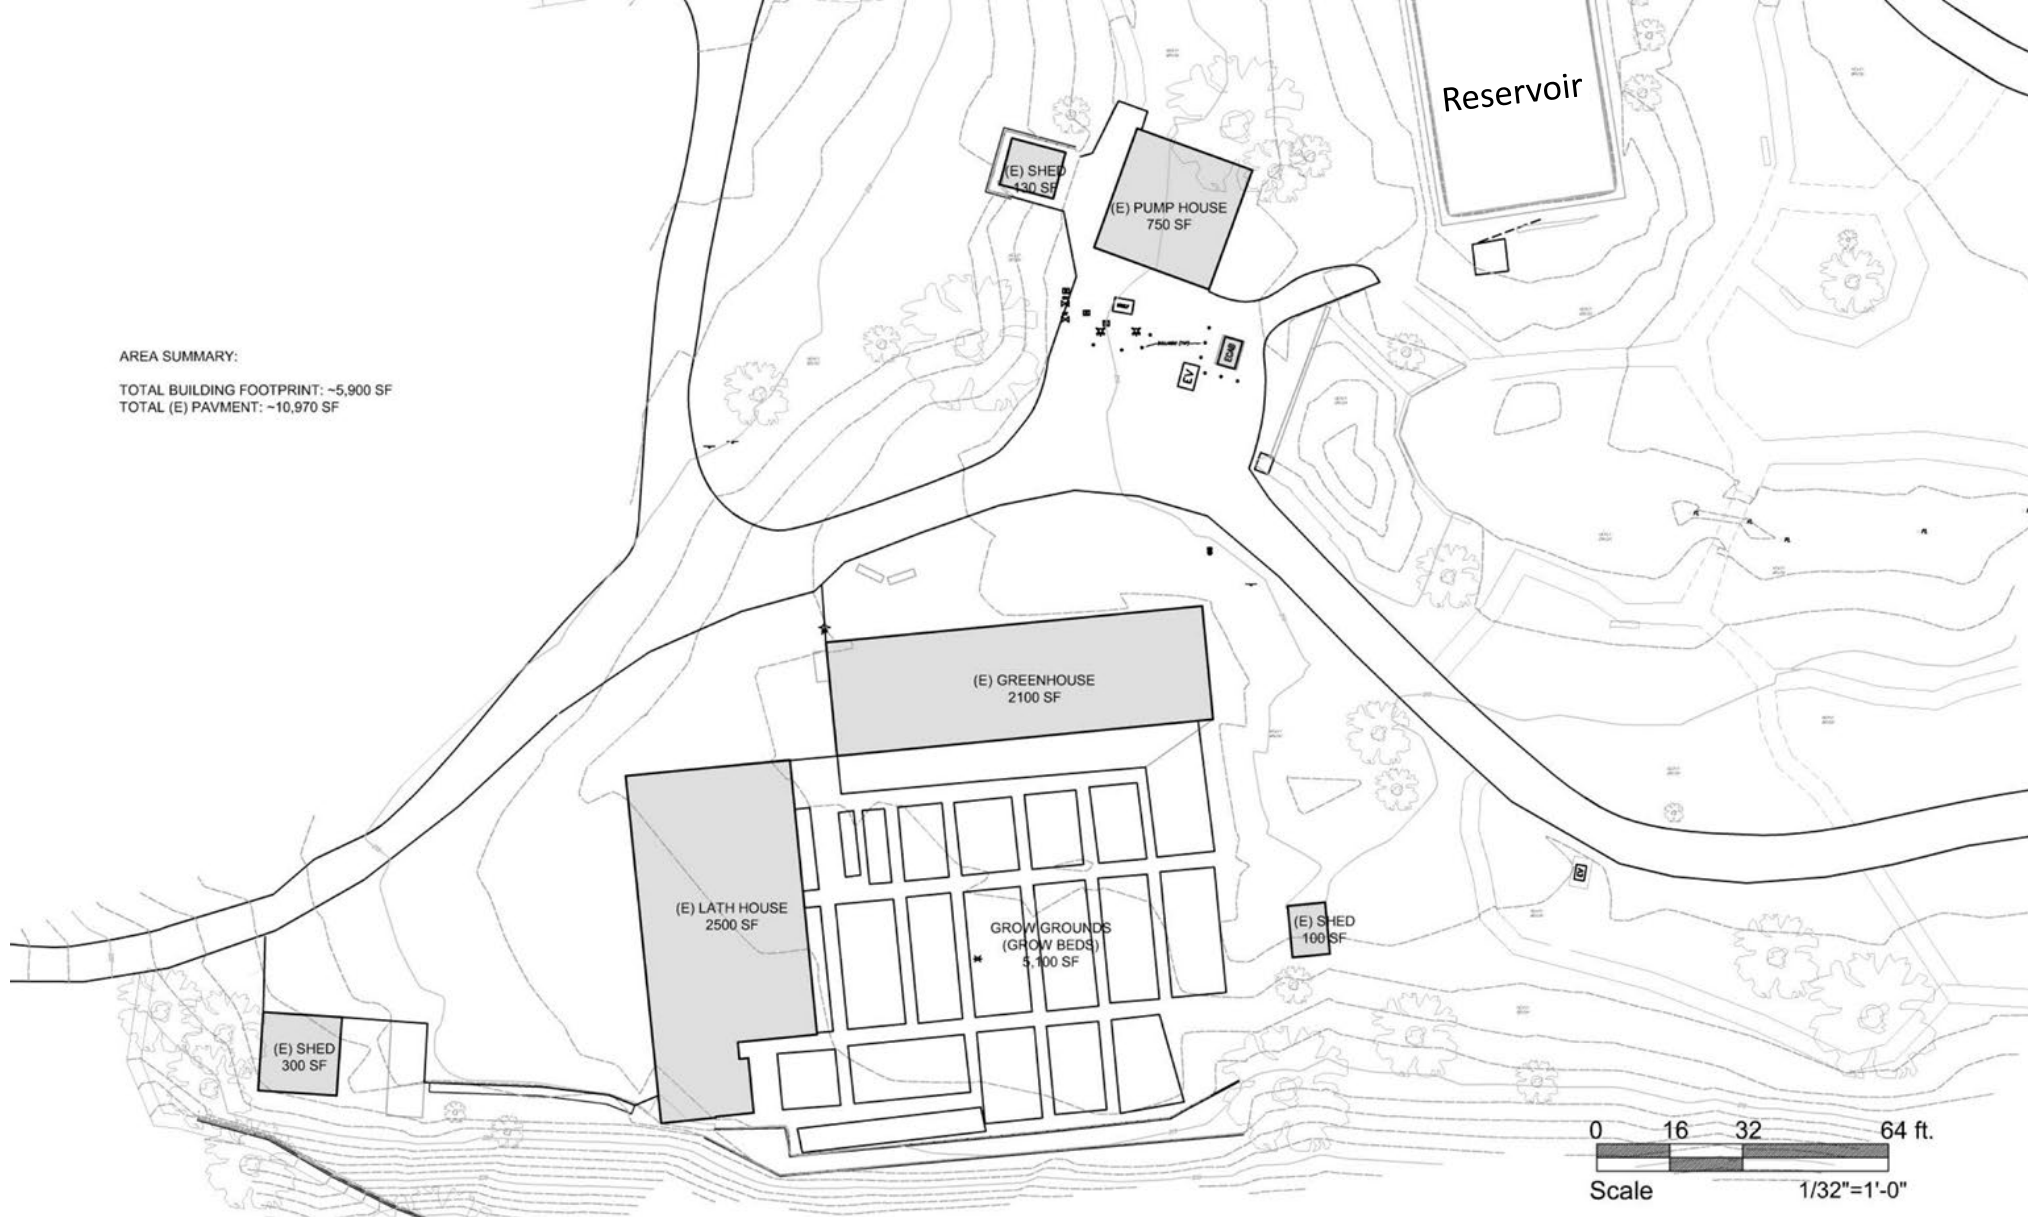 Reservoir
(E) SHED
130 SF
(E) PUMP HOUSE
750 SF
EV
ECAB
AREA SUMMARY:
TOTAL BUILDING FOOTPRINT: ~5,900 SF
TOTAL (E) PAVMENT: ~10,970 SF
(E) GREENHOUSE
2100 SF
(E) LATH HOUSE
2500 SF
GROW GROUNDS
(GROW BEDS)
5,100 SF
(E) SHED
100 SF
EV
(E) SHED
300 SF
0 16 32 64 ft.
Scale 1/32"=1'-0"